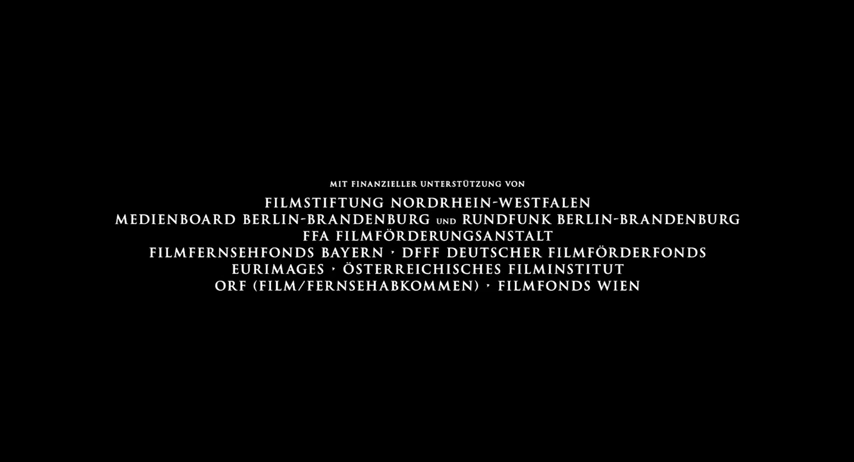 MIT FINANZIELLER UNTERSTÜTZUNG VON
FILMSTIFTUNG NORDRHEIN-WESTFALEN
MEDIENBOARD BERLIN-BRANDENBURG UND RUNDFUNK BERLIN-BRANDENBURG
FFA FILMFÖRDERUNGSANSTALT
FILMFERNSEHFONDS BAYERN · DFFF DEUTSCHER FILMFÖRDERFONDS
EURIMAGES · ÖSTERREICHISCHES FILMINSTITUT
ORF (FILM/FERNSEHABKOMMEN) · FILMFONDS WIEN